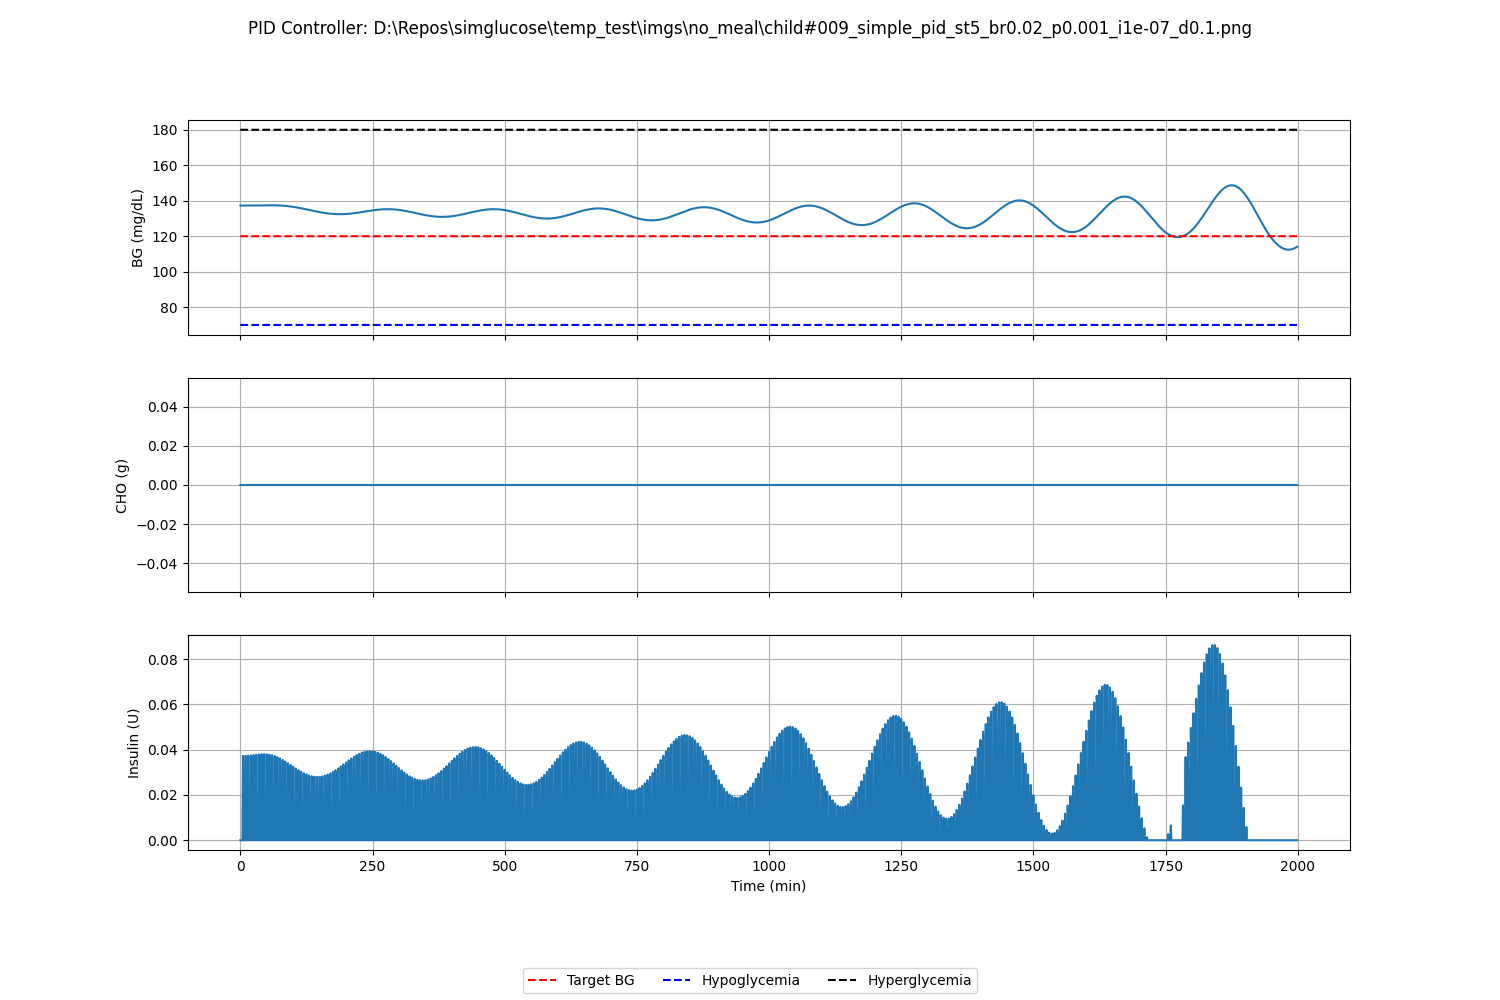 PID Controller: D:\Repos\simglucose\temp_test\imgs\no_meal\child#009_simple_pid_st5_br0.02_p0.001_i1e-07_d0.1.png
180
160
140
120
100
80
BG (mg/dL)
0.04
0.02
0.00
−0.02
−0.04
CHO (g)
0.08
0.06
0.04
0.02
0.00
Insulin (U)
0 250 500 750 1000 1250 1500 1750 2000
Time (min)
Target BG Hypoglycemia Hyperglycemia